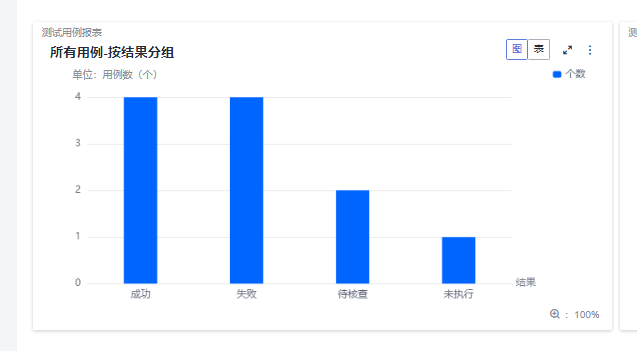 测试用例报表
所有用例-按结果分组
图 表
单位：用例数（个）
个数
4
3
2
1
0
成功 失败 待核查 未执行
结果
：100%